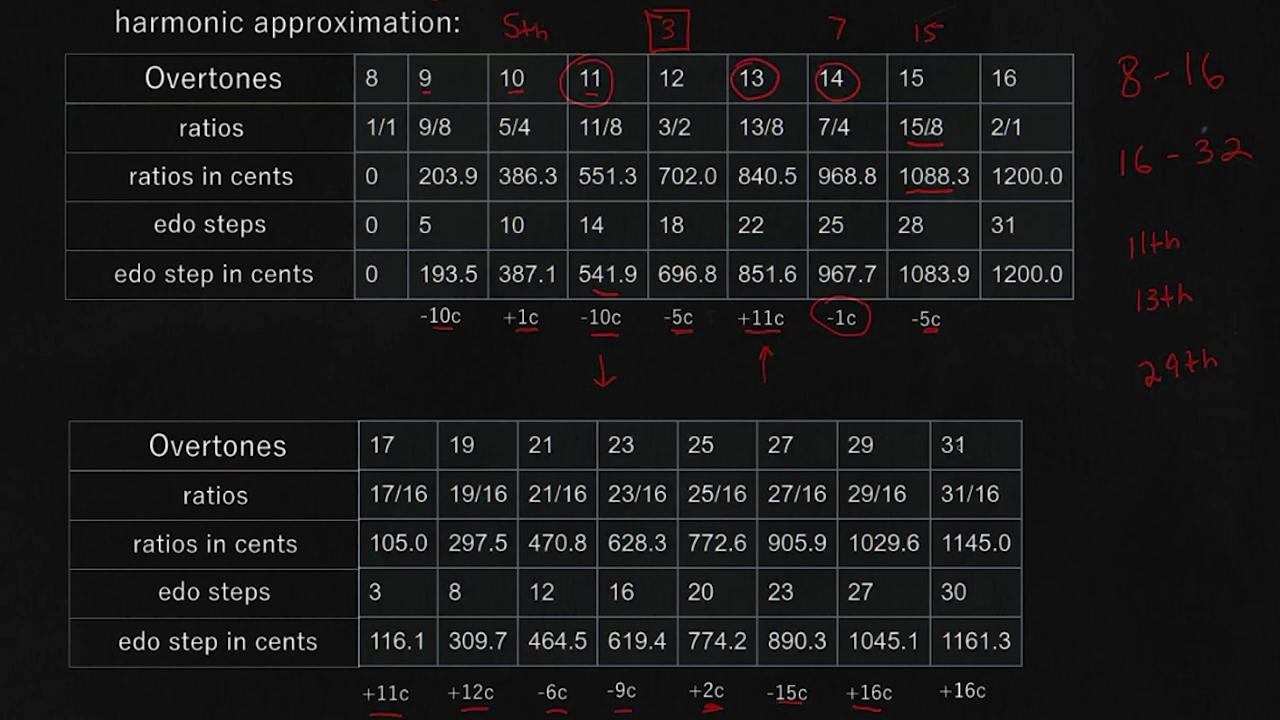 harmonic approximation: 5th 3 7 15
Overtones 8 9 10 11 12 13 14 15 16
8-16
ratios 1/1 9/8 5/4 11/8 3/2 13/8 7/4 15/8 2/1
16-32
ratios in cents 0 203.9 386.3 551.3 702.0 840.5 968.8 1088.3 1200.0
edo steps 0 5 10 14 18 22 25 28 31
11th
edo step in cents 0 193.5 387.1 541.9 696.8 851.6 967.7 1083.9 1200.0
13th
-10c +1c -10c -5c +11c -1c -5c
29th
Overtones 17 19 21 23 25 27 29 31
ratios 17/16 19/16 21/16 23/16 25/16 27/16 29/16 31/16
ratios in cents 105.0 297.5 470.8 628.3 772.6 905.9 1029.6 1145.0
edo steps 3 8 12 16 20 23 27 30
edo step in cents 116.1 309.7 464.5 619.4 774.2 890.3 1045.1 1161.3
+11c +12c -6c -9c +2c -15c +16c +16c